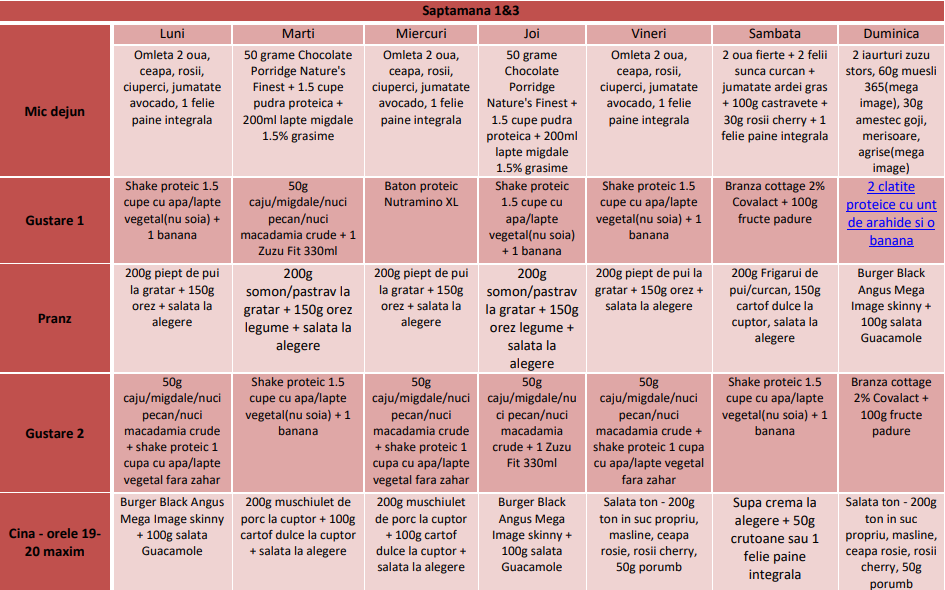 Saptamana 1&3
Luni
Marti
Miercuri
Joi
Vineri
Sambata
Duminica
Mic dejun
Omleta 2 oua,
ceapa, rosii,
ciuperci, jumatate
avocado, 1 felie
paine integrala
50 grame Chocolate
Porridge Nature's
Finest + 1.5 cupe
pudra proteica +
200ml lapte migdale
1.5% grasime
Omleta 2 oua,
ceapa, rosii,
ciuperci, jumatate
avocado, 1 felie
paine integrala
50 grame
Chocolate
Porridge
Nature's Finest +
1.5 cupe pudra
proteica + 200ml
lapte migdale
1.5% grasime
Omleta 2 oua,
ceapa, rosii,
ciuperci, jumatate
avocado, 1 felie
paine integrala
2 oua fierte + 2 felii
sunca curcan +
jumatate ardei gras
+ 100g castravete +
30g rosii cherry + 1
felie paine integrala
2 iaurturi zuzu
stors, 60g muesli
365(mega
image), 30g
amestec goji,
merisoare,
agrise(mega
image)
Gustare 1
Shake proteic 1.5
cupe cu apa/lapte
vegetal(nu soia) +
1 banana
50g
caju/migdale/nuci
pecan/nuci
macadamia crude + 1
Zuzu Fit 330ml
Baton proteic
Nutramino XL
Shake proteic
1.5 cupe cu
apa/lapte
vegetal(nu soia)
+ 1 banana
Shake proteic 1.5
cupe cu apa/lapte
vegetal(nu soia) + 1
banana
Branza cottage 2%
Covalact + 100g
fructe padure
2 clatite
proteice cu unt
de arahide si o
banana
Pranz
200g piept de pui
la gratar + 150g
orez + salata la
alegere
200g
somon/pastrav la
gratar + 150g orez
legume + salata la
alegere
200g piept de pui
la gratar + 150g
orez + salata la
alegere
200g
somon/pastrav
la gratar + 150g
orez legume +
salata la
alegere
200g piept de pui la
gratar + 150g orez +
salata la alegere
200g Frigarui de
pui/curcan, 150g
cartof dulce la
cuptor, salata la
alegere
Burger Black
Angus Mega
Image skinny +
100g salata
Guacamole
Gustare 2
50g
caju/migdale/nuci
pecan/nuci
macadamia crude
+ shake proteic 1
cupa cu apa/lapte
vegetal fara zahar
Shake proteic 1.5
cupe cu apa/lapte
vegetal(nu soia) + 1
banana
50g
caju/migdale/nuci
pecan/nuci
macadamia crude
+ shake proteic 1
cupa cu apa/lapte
vegetal fara zahar
50g
caju/migdale/nu
ci pecan/nuci
macadamia
crude + 1 Zuzu
Fit 330ml
50g
caju/migdale/nuci
pecan/nuci
macadamia crude +
shake proteic 1 cupa
cu apa/lapte vegetal
fara zahar
Shake proteic 1.5
cupe cu apa/lapte
vegetal(nu soia) + 1
banana
Branza cottage
2% Covalact +
100g fructe
padure
Cina - orele 19-
20 maxim
Burger Black Angus
Mega Image skinny
+ 100g salata
Guacamole
200g muschiulet de
porc la cuptor + 100g
cartof dulce la cuptor
+ salata la alegere
200g muschiulet
de porc la cuptor
+ 100g cartof
dulce la cuptor +
salata la alegere
Burger Black
Angus Mega
Image skinny +
100g salata
Guacamole
Salata ton - 200g
ton in suc propriu,
masline, ceapa
rosie, rosii cherry,
50g porumb
Supa crema la
alegere + 50g
crutoane sau 1
felie paine
integrala
Salata ton - 200g
ton in suc
propriu, masline,
ceapa rosie, rosii
cherry, 50g
porumb